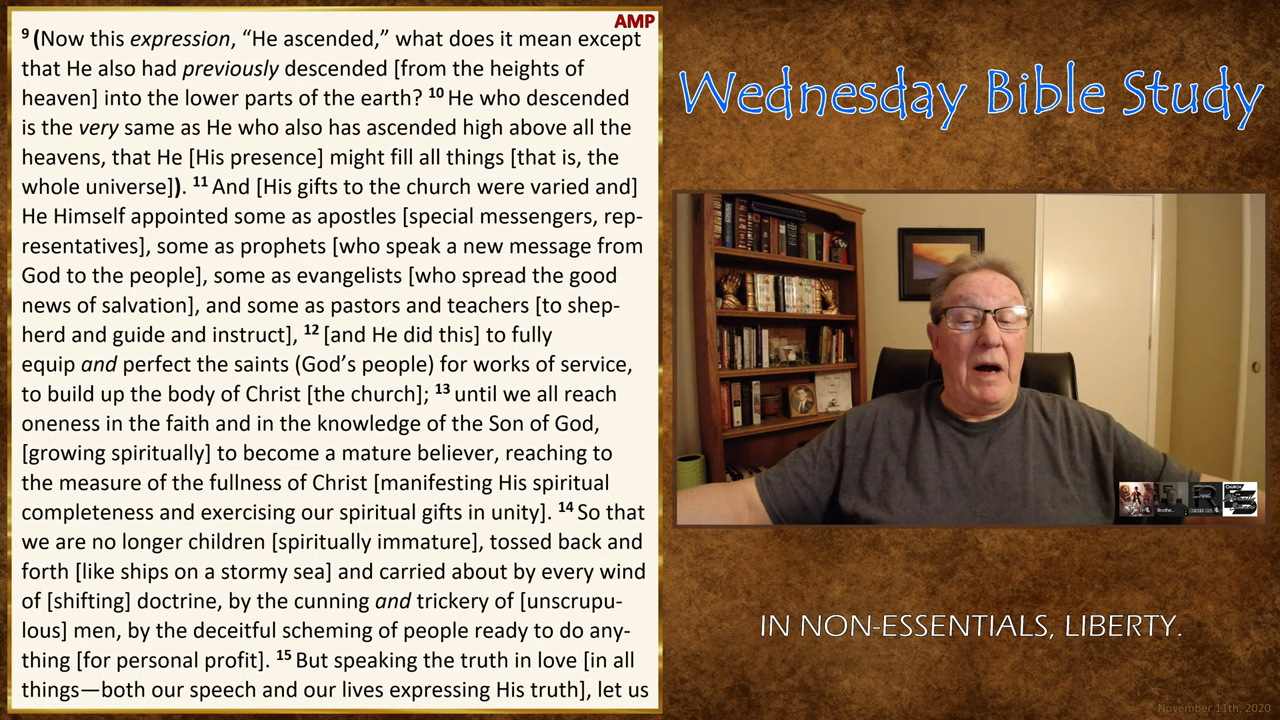 AMP
9 (Now this expression, “He ascended,” what does it mean except
that He also had previously descended [from the heights of
heaven] into the lower parts of the earth? 10 He who descended
is the very same as He who also has ascended high above all the
heavens, that He [His presence] might fill all things [that is, the
whole universe]). 11 And [His gifts to the church were varied and]
He Himself appointed some as apostles [special messengers, rep-
resentatives], some as prophets [who speak a new message from
God to the people], some as evangelists [who spread the good
news of salvation], and some as pastors and teachers [to shep-
herd and guide and instruct], 12 [and He did this] to fully
equip and perfect the saints (God’s people) for works of service,
to build up the body of Christ [the church]; 13 until we all reach
oneness in the faith and in the knowledge of the Son of God,
[growing spiritually] to become a mature believer, reaching to
the measure of the fullness of Christ [manifesting His spiritual
completeness and exercising our spiritual gifts in unity]. 14 So that
we are no longer children [spiritually immature], tossed back and
forth [like ships on a stormy sea] and carried about by every wind
of [shifting] doctrine, by the cunning and trickery of [unscrupu-
lous] men, by the deceitful scheming of people ready to do any-
thing [for personal profit]. 15 But speaking the truth in love [in all
things—both our speech and our lives expressing His truth], let us
Wednesday Bible Study
Brothe...
IN NON-ESSENTIALS, LIBERTY.
November 11th, 2020